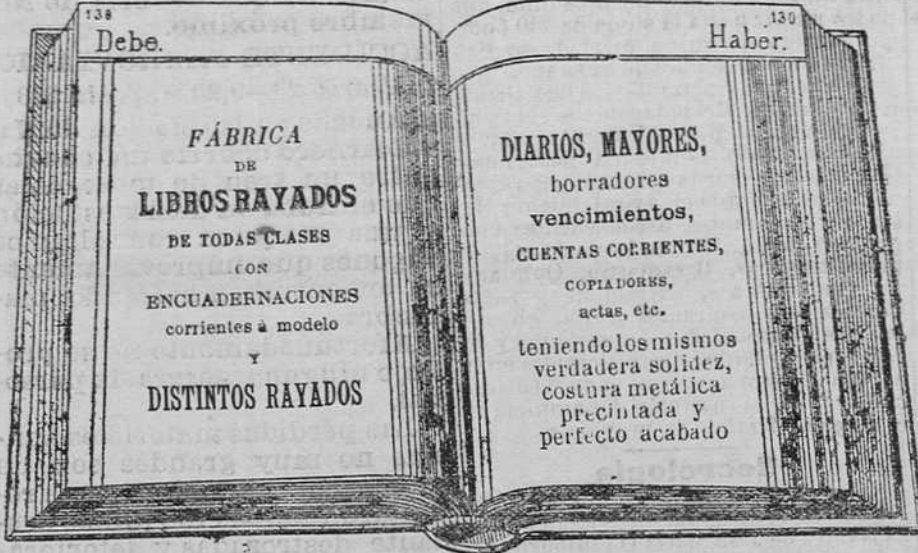 138
Debe.
FÁBRICA
DE
LIBROS RAYADOS
DE TODAS CLASES
CON
ENCUADERNACIONES
corrientes à modelo
Y
DISTINTOS RAYADOS
130
Haber.
DIARIOS, MAYORES,
borradores
vencimientos,
CUENTAS CORRIENTES,
COPIADORES,
actas, etc.
teniendo los mismos
verdadera solidez,
costura metálica
precintada y
perfecto acabado